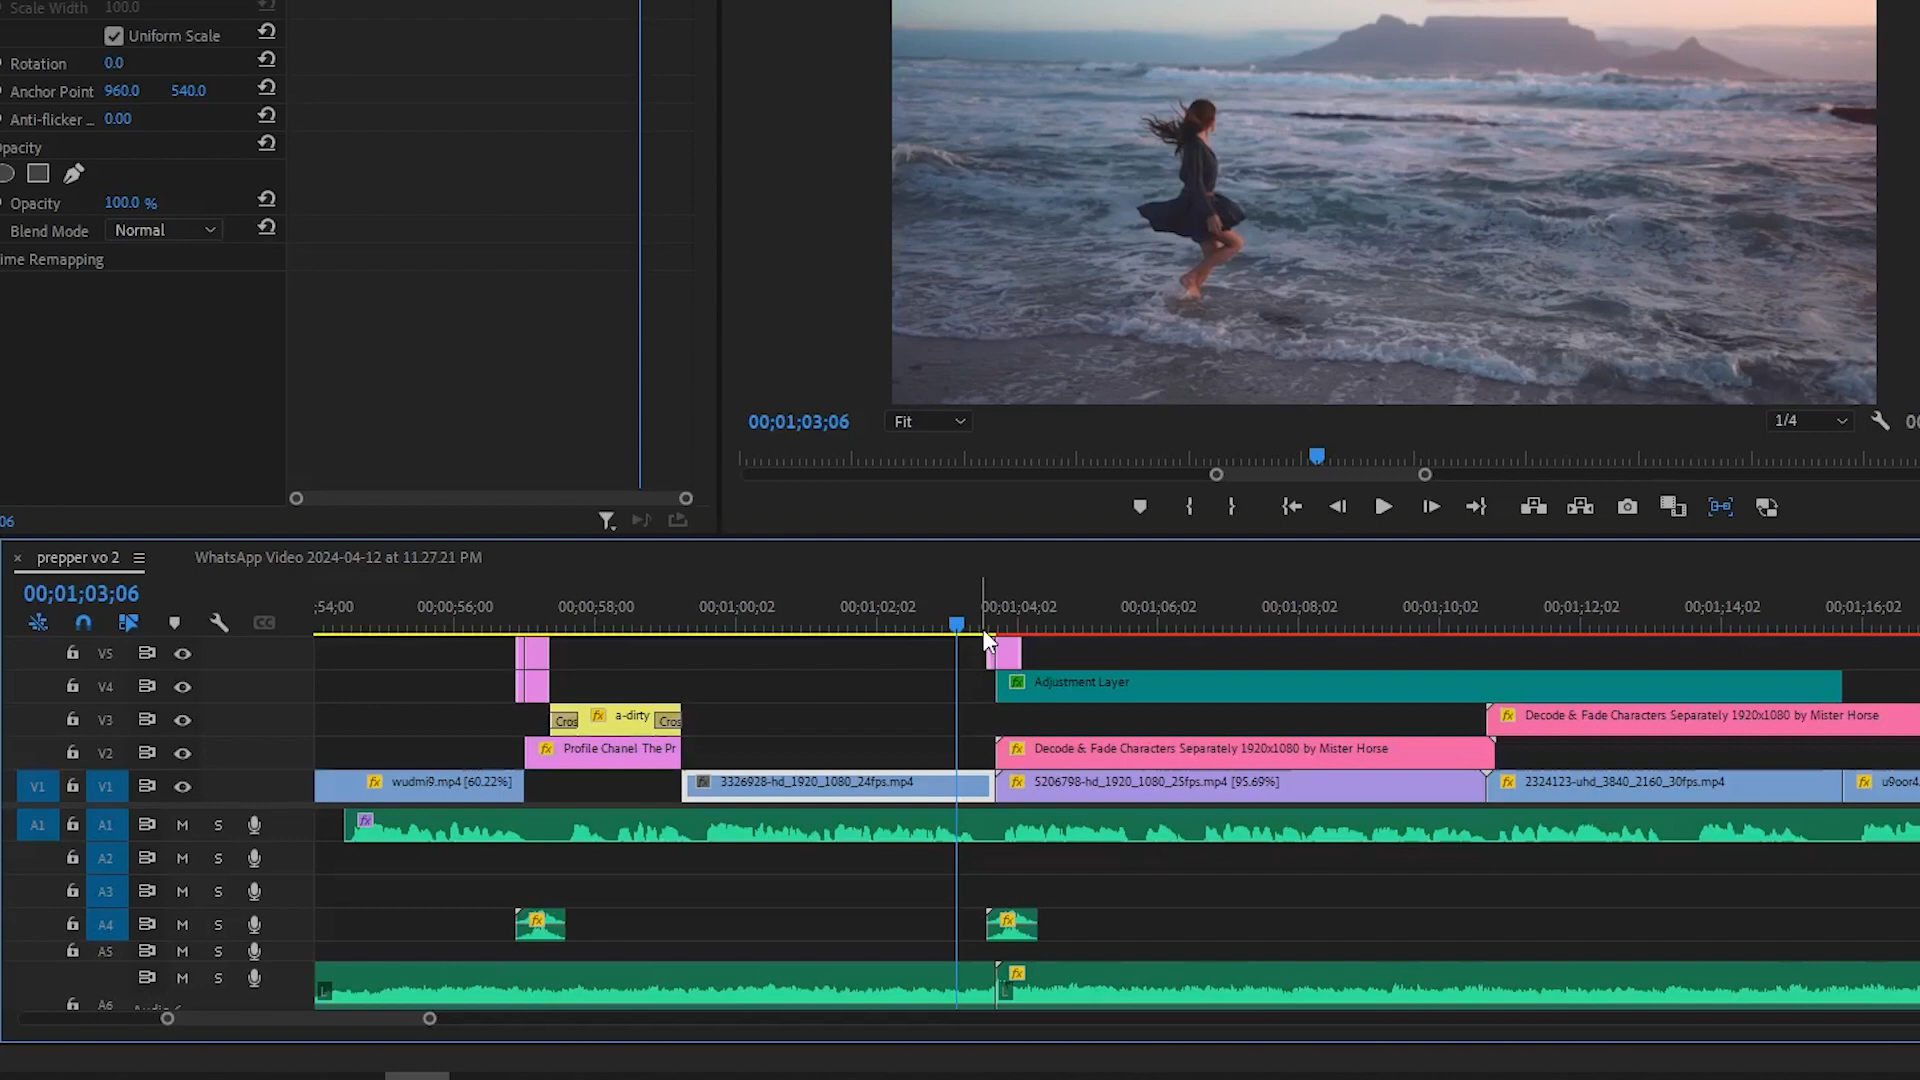 Scale Width 100.0
Uniform Scale
Rotation 0.0
Anchor Point 960.0 540.0
Anti-flicker ... 0.00
pacity
Opacity 100.0 %
Blend Mode Normal
ime Remapping
00;01;03;06 Fit 1/4 00
06
× prepper vo 2 WhatsApp Video 2024-04-12 at 11.27.21 PM
00;01;03;06
;54;00 00;00;56;00 00;00;58;00 00;01;00;02 00;01;02;02 00;01;04;02 00;01;06;02 00;01;08;02 00;01;10;02 00;01;12;02 00;01;14;02 00;01;16;02
CC
V5
V4 fx Adjustment Layer
V3 Cros fx a-dirty Cros fx Decode & Fade Characters Separately 1920x1080 by Mister Horse
V2 fx Profile Chanel The Pr fx Decode & Fade Characters Separately 1920x1080 by Mister Horse
V1 V1 fx wudmi9.mp4 [60.22%] fx 3326928-hd_1920_1080_24fps.mp4 fx 5206798-hd_1920_1080_25fps.mp4 [95.69%] fx 2324123-uhd_3840_2160_30fps.mp4 fx u9oor4.
A1 A1 M S fx
A2 M S
A3 M S
A4 M S fx fx
A5 M S
M S fx
L L
A6